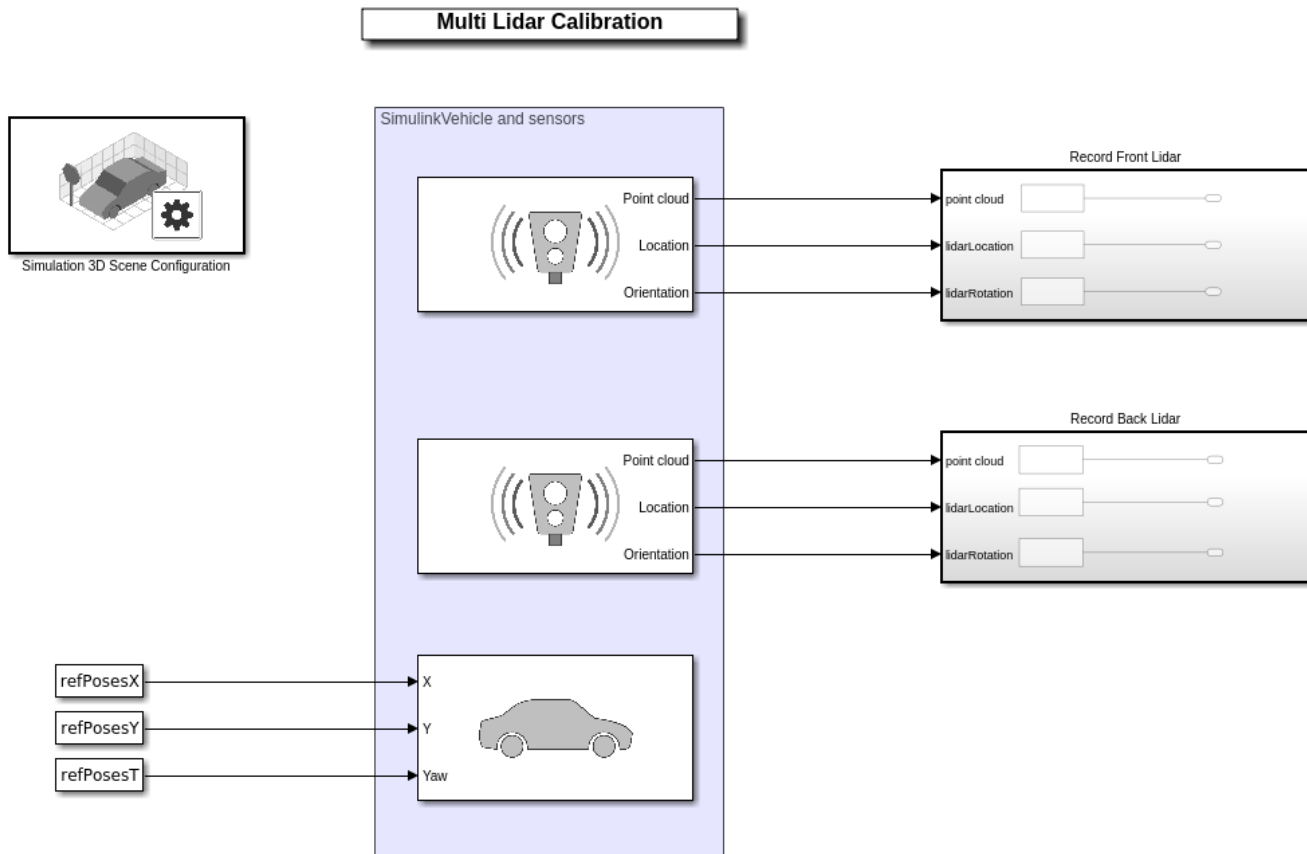 Multi Lidar Calibration
SimulinkVehicle and sensors
Simulation 3D Scene Configuration
Point cloud
Location
Orientation
Record Front Lidar
point cloud
lidarLocation
lidarRotation
Point cloud
Location
Orientation
Record Back Lidar
point cloud
lidarLocation
lidarRotation
refPosesX
refPosesY
refPosesT
X
Y
Yaw